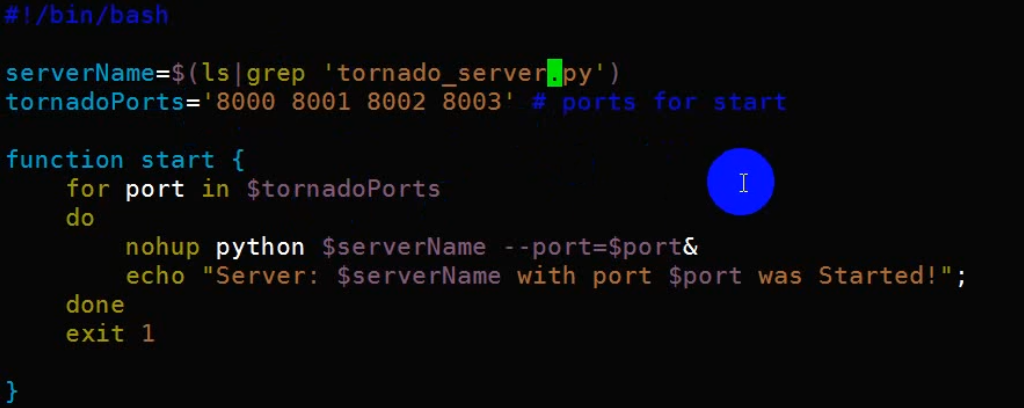 #!/bin/bash
serverName=$(ls|grep 'tornado_server.py')
tornadoPorts='8000 8001 8002 8003' # ports for start
function start {
for port in $tornadoPorts
do
nohup python $serverName --port=$port&
echo "Server: $serverName with port $port was Started!";
done
exit 1
}